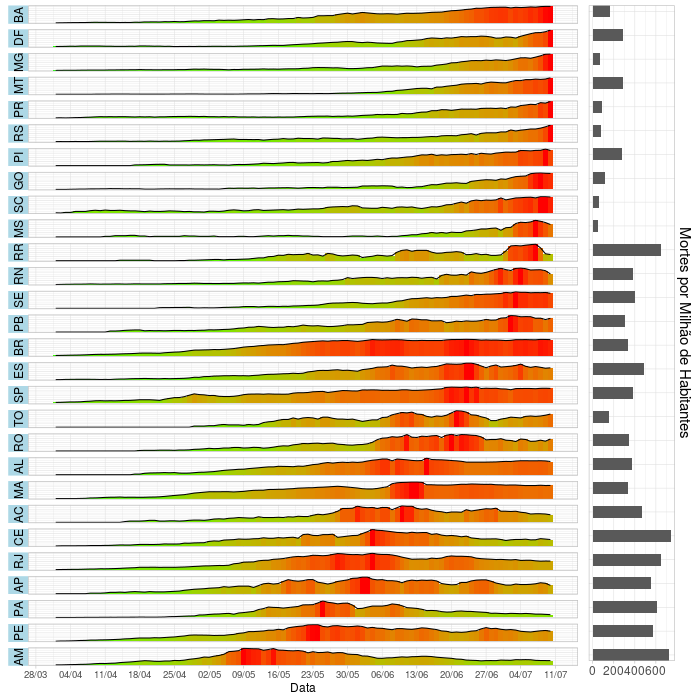 BA
DF
MG
MT
PR
RS
PI
GO
SC
MS
RR
RN
SE
PB
BR
ES
SP
TO
RO
AL
MA
AC
CE
RJ
AP
PA
PE
AM
28/03 04/04 11/04 18/04 25/04 02/05 09/05 16/05 23/05 30/05 06/06 13/06 20/06 27/06 04/07 11/07
Data
0 200400600
Mortes por Milhão de Habitantes